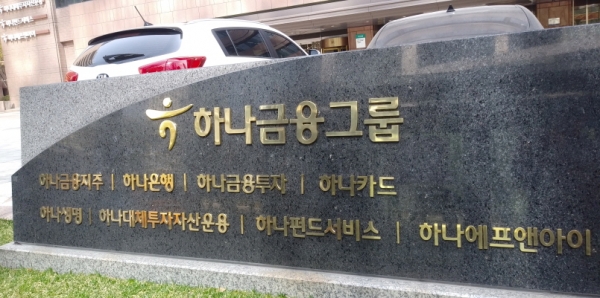 하나금융그룹
하나금융지주 | 하나은행 | 하나금융투자 | 하나카드
하나생명 | 하나대체투자자산운용 | 하나펀드서비스 | 하나에프앤아이